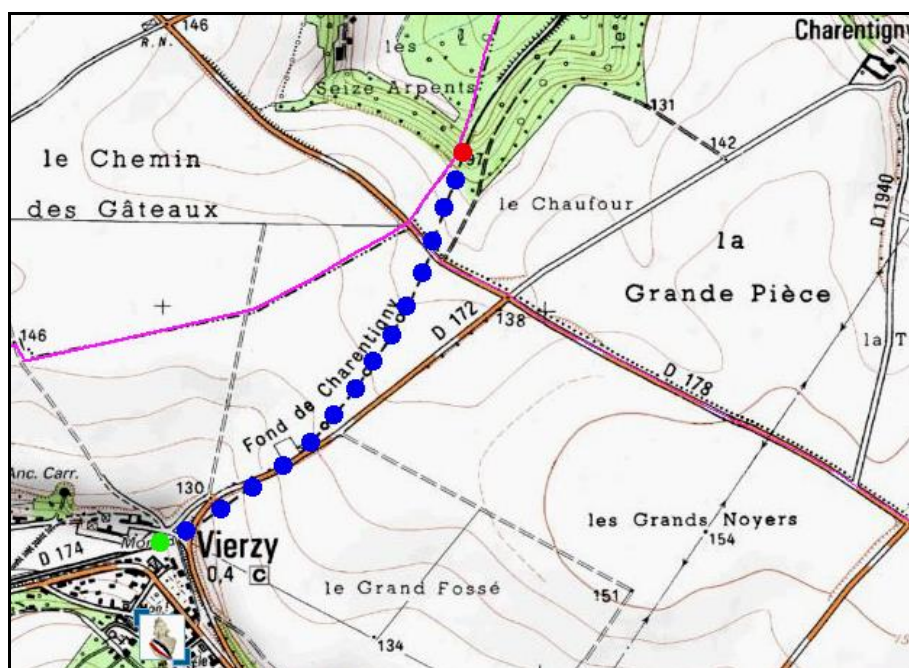 146
R.N.
les
Charentigny
Seize Arpents
131
97
142
le Chemin
des Gâteaux
le Chaufour
D 1940
la
Grande Pièce
D 172
138
la T
146
D 178
Fond de Charentigny
Anc. Carr.
130
Vierzy
0,4 C
D 174
les Grands Noyers
154
le Grand Fossé
151
134